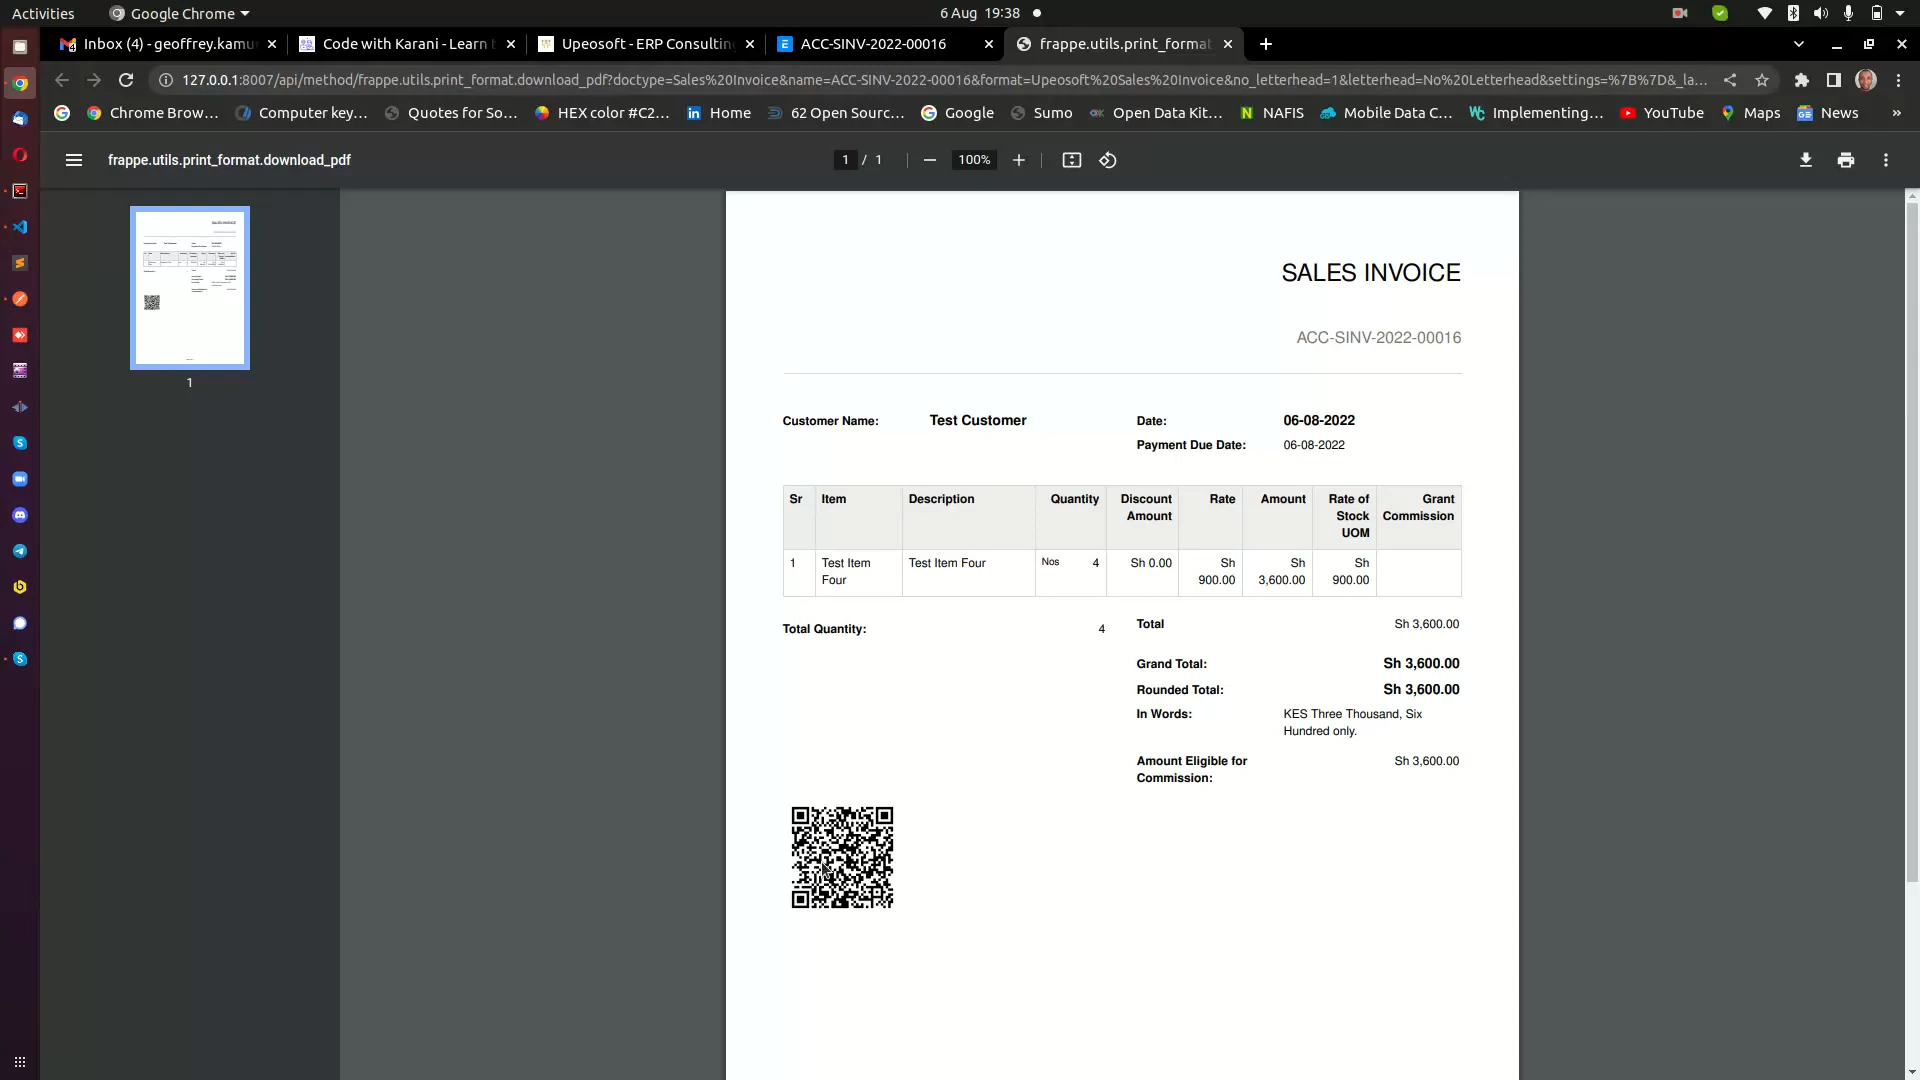 Activities
Google Chrome
6 Aug 19:38
Inbox (4) - geoffrey.kamu
Code with Karani - Learn t
Upeosoft - ERP Consulting
ACC-SINV-2022-00016
frappe.utils.print_format
127.0.0.1:8007/api/method/frappe.utils.print_format.download_pdf?doctype=Sales%20Invoice&name=ACC-SINV-2022-00016&format=Upeosoft%20Sales%20Invoice&no_letterhead=1&letterhead=No%20Letterhead&settings=%7B%7D&_la...
Chrome Brow...
Computer key...
Quotes for So...
HEX color #C2...
Home
62 Open Sourc...
Google
Sumo
Open Data Kit...
NAFIS
Mobile Data C...
Implementing...
YouTube
Maps
News
»
frappe.utils.print_format.download_pdf
1 / 1
100%
1
SALES INVOICE
ACC-SINV-2022-00016
Customer Name: Test Customer
Date: 06-08-2022
Payment Due Date: 06-08-2022
Sr Item Description Quantity Discount Rate Amount Rate of Grant
Amount Stock Commission
UOM
1 Test Item Test Item Four Nos 4 Sh 0.00 Sh Sh Sh
Four 900.00 3,600.00 900.00
Total Quantity: 4
Total Sh 3,600.00
Grand Total: Sh 3,600.00
Rounded Total: Sh 3,600.00
In Words: KES Three Thousand, Six
Hundred only.
Amount Eligible for Sh 3,600.00
Commission: